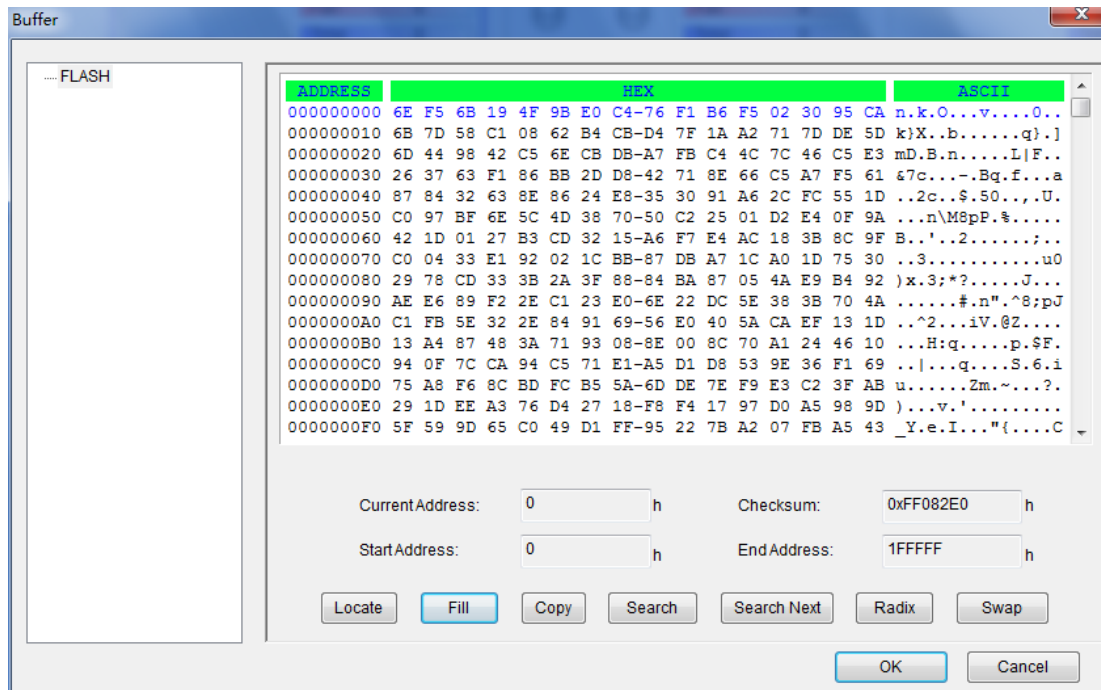 Buffer
FLASH
ADDRESS HEX ASCII
000000000 6E F5 6B 19 4F 9B E0 C4-76 F1 B6 F5 02 30 95 CA n.k.O...v....0..
000000010 6B 7D 58 C1 08 62 B4 CB-D4 7F 1A A2 71 7D DE 5D k}X..b......q}.]
000000020 6D 44 98 42 C5 6E CB DB-A7 FB C4 4C 7C 46 C5 E3 mD.B.n.....L|F..
000000030 26 37 63 F1 86 BB 2D D8-42 71 8E 66 C5 A7 F5 61 &7c...-.Bq.f...a
000000040 87 84 32 63 8E 86 24 E8-35 30 91 A6 2C FC 55 1D ..2c..$.50..,.U.
000000050 C0 97 BF 6E 5C 4D 38 70-50 C2 25 01 D2 E4 0F 9A ...n\M8pP.%.....
000000060 42 1D 01 27 B3 CD 32 15-A6 F7 E4 AC 18 3B 8C 9F B..'..2......;..
000000070 C0 04 33 E1 92 02 1C BB-87 DB A7 1C A0 1D 75 30 ..3...........u0
000000080 29 78 CD 33 3B 2A 3F 88-84 BA 87 05 4A E9 B4 92 )x.3;*?.....J...
000000090 AE E6 89 F2 2E C1 23 E0-6E 22 DC 5E 38 3B 70 4A ......#.n".^8;pJ
0000000A0 C1 FB 5E 32 2E 84 91 69-56 E0 40 5A CA EF 13 1D ..^2...iV.@Z....
0000000B0 13 A4 87 48 3A 71 93 08-8E 00 8C 70 A1 24 46 10 ...H:q.....p.$F.
0000000C0 94 0F 7C CA 94 C5 71 E1-A5 D1 D8 53 9E 36 F1 69 ..|...q....S.6.i
0000000D0 75 A8 F6 8C BD FC B5 5A-6D DE 7E F9 E3 C2 3F AB u......Zm.~...?.
0000000E0 29 1D EE A3 76 D4 27 18-F8 F4 17 97 D0 A5 98 9D )...v.'.........
0000000F0 5F 59 9D 65 C0 49 D1 FF-95 22 7B A2 07 FB A5 43 _Y.e.I..."{....C
Current Address: 0 h Checksum: 0xFF082E0 h
Start Address: 0 h End Address: 1FFFFF h
Locate Fill Copy Search Search Next Radix Swap
OK Cancel